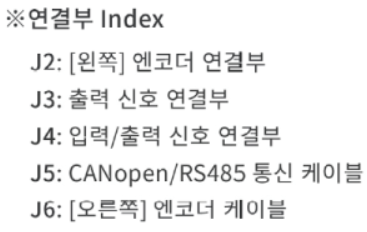 ※연결부 Index
J2: [왼쪽] 엔코더 연결부
J3: 출력 신호 연결부
J4: 입력/출력 신호 연결부
J5: CANopen/RS485 통신 케이블
J6: [오른쪽] 엔코더 케이블